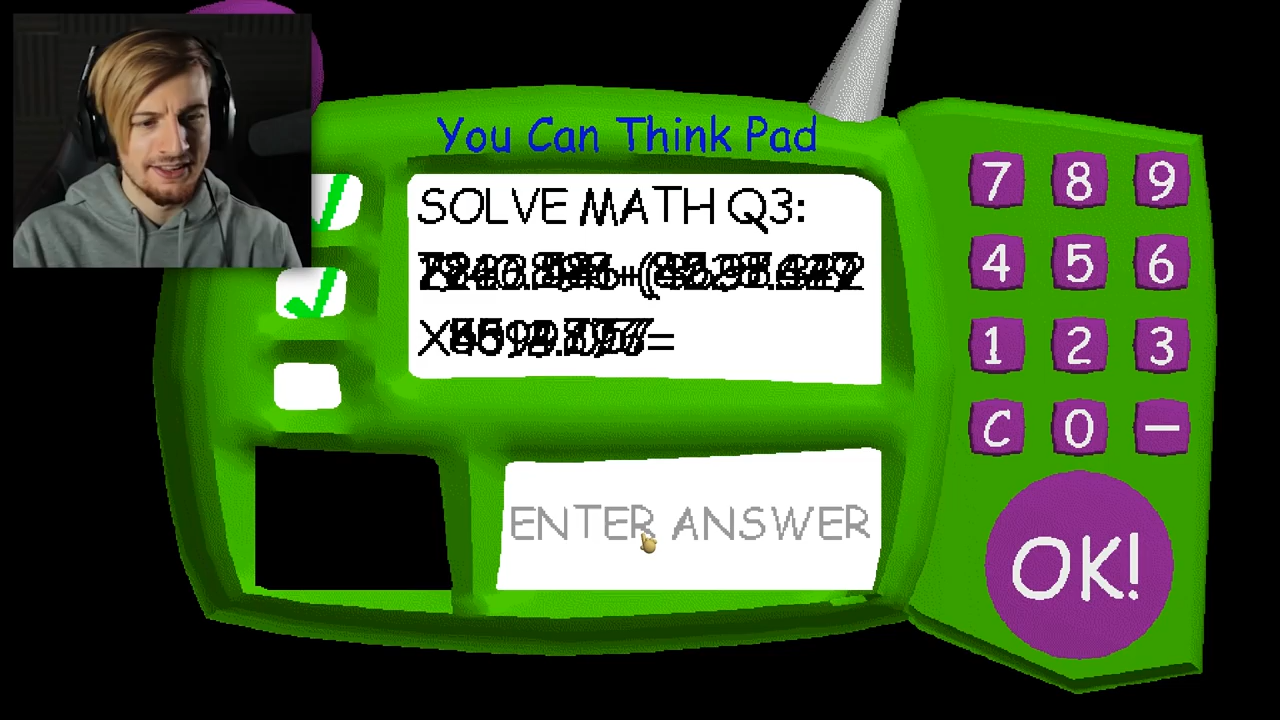 You Can Think Pad
SOLVE MATH Q3:
ENTER ANSWER
7 8 9
4 5 6
1 2 3
C 0 −
OK!